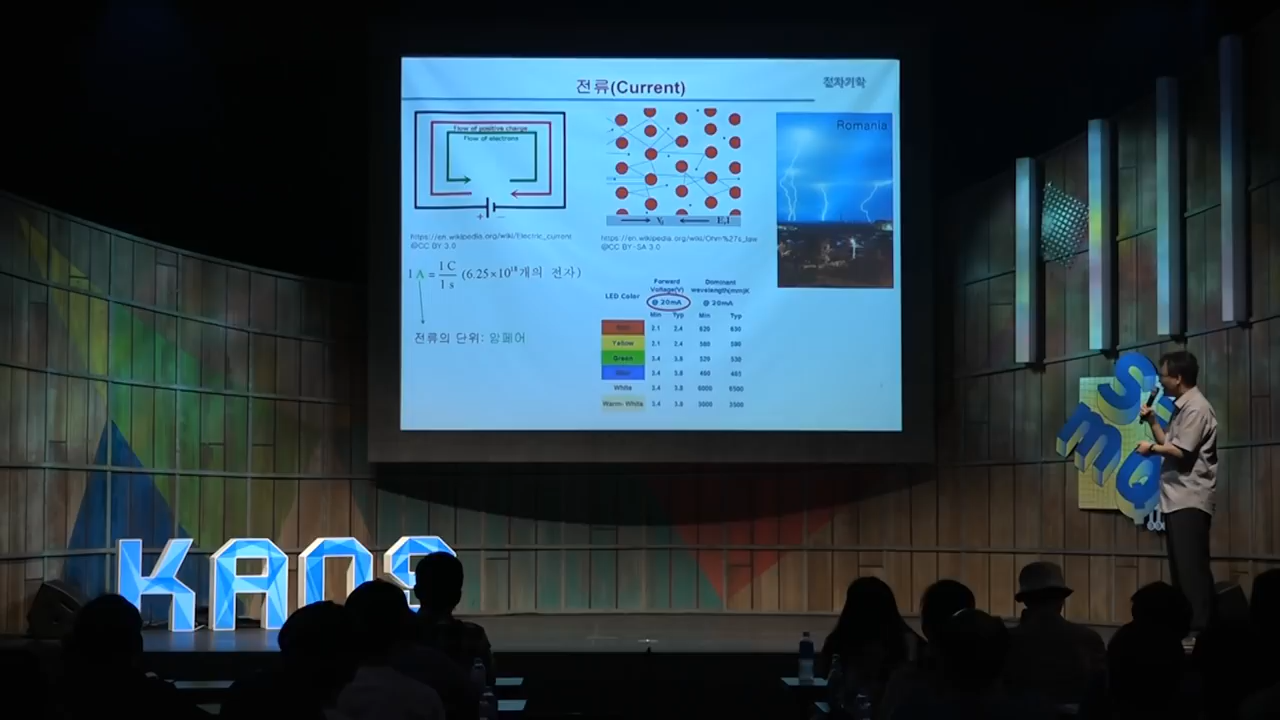 전류(Current)
전자기학
Flow of positive charge
Flow of electrons
+ −
https://en.wikipedia.org/wiki/Electric_current
@CC BY 3.0
E,I
https://en.wikipedia.org/wiki/Ohm%27s_law
@CC BY-SA 3.0
Romania
1 A = 1 C / 1 s (6.25×10¹⁸개의 전자)
전류의 단위: 암페어
LED Color Forward Voltage(V) @ 20mA Dominant wevelength(mm)K @ 20mA
Min Typ Min Typ
Red 2.1 2.4 620 630
Yellow 2.1 2.4 580 590
Green 3.4 3.8 520 530
Blue 3.4 3.8 460 465
White 3.4 3.8 6000 6500
Warm-White 3.4 3.8 3000 3500
KAOS